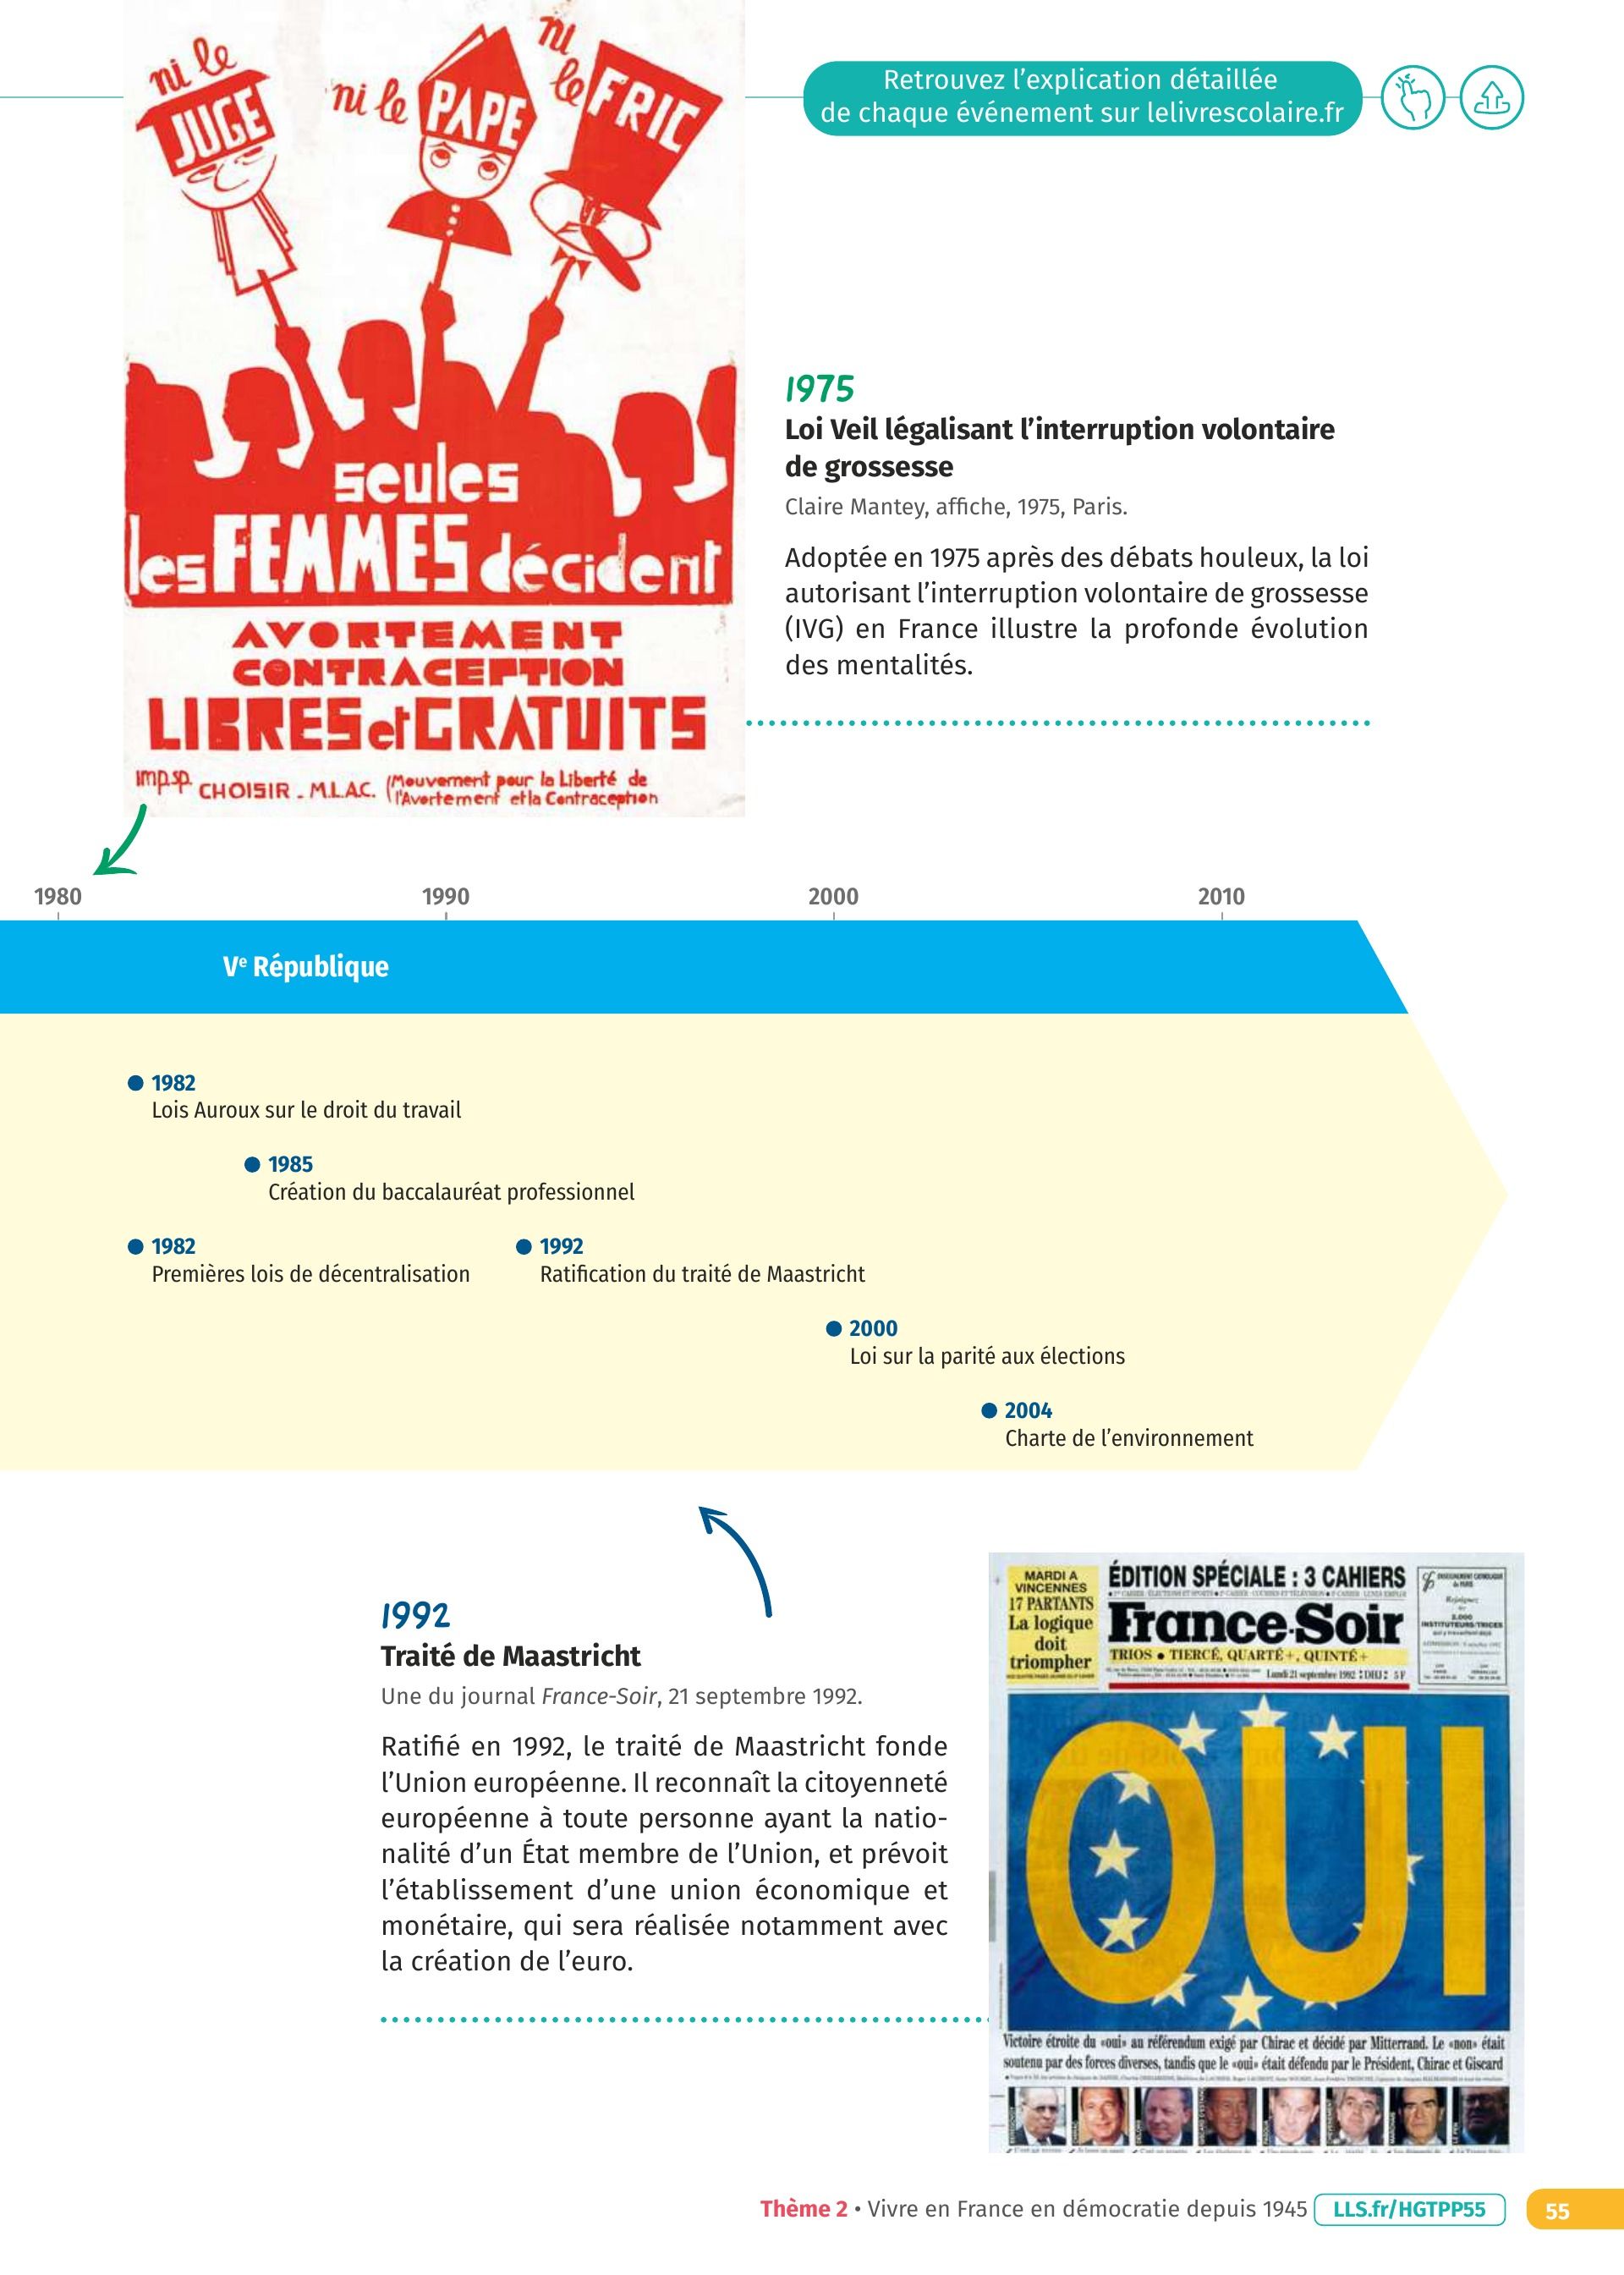 ni le
JUGE
ni le
PAPE
ni
le
FRIC
seules
les FEMMES décident
AVORTEMENT
CONTRACEPTION
LIBRES et GRATUITS
imp.sp. CHOISIR - M.L.A.C. (Mouvement pour la Liberté de
l'Avortement et la Contraception
Retrouvez l'explication détaillée
de chaque événement sur lelivrescolaire.fr
1975
Loi Veil légalisant l'interruption volontaire
de grossesse
Claire Mantey, affiche, 1975, Paris.
Adoptée en 1975 après des débats houleux, la loi
autorisant l'interruption volontaire de grossesse
(IVG) en France illustre la profonde évolution
des mentalités.
1980 1990 2000 2010
Ve République
1982
Lois Auroux sur le droit du travail
1985
Création du baccalauréat professionnel
1982
Premières lois de décentralisation
1992
Ratification du traité de Maastricht
2000
Loi sur la parité aux élections
2004
Charte de l'environnement
1992
Traité de Maastricht
Une du journal France-Soir, 21 septembre 1992.
Ratifié en 1992, le traité de Maastricht fonde
l'Union européenne. Il reconnaît la citoyenneté
européenne à toute personne ayant la natio-
nalité d'un État membre de l'Union, et prévoit
l'établissement d'une union économique et
monétaire, qui sera réalisée notamment avec
la création de l'euro.
MARDI A
VINCENNES
17 PARTANTS
La logique
doit
triompher
ÉDITION SPÉCIALE : 3 CAHIERS
France-Soir
TRIOS • TIERCÉ, QUARTÉ+, QUINTÉ+
Lundi 21 septembre 1992
5 F
OUI
Victoire étroite du «oui» au référendum exigé par Chirac et décidé par Mitterrand. Le «non» était
soutenu par des forces diverses, tandis que le «oui» était défendu par le Président, Chirac et Giscard
Thème 2 • Vivre en France en démocratie depuis 1945
LLS.fr/HGTPP55
55